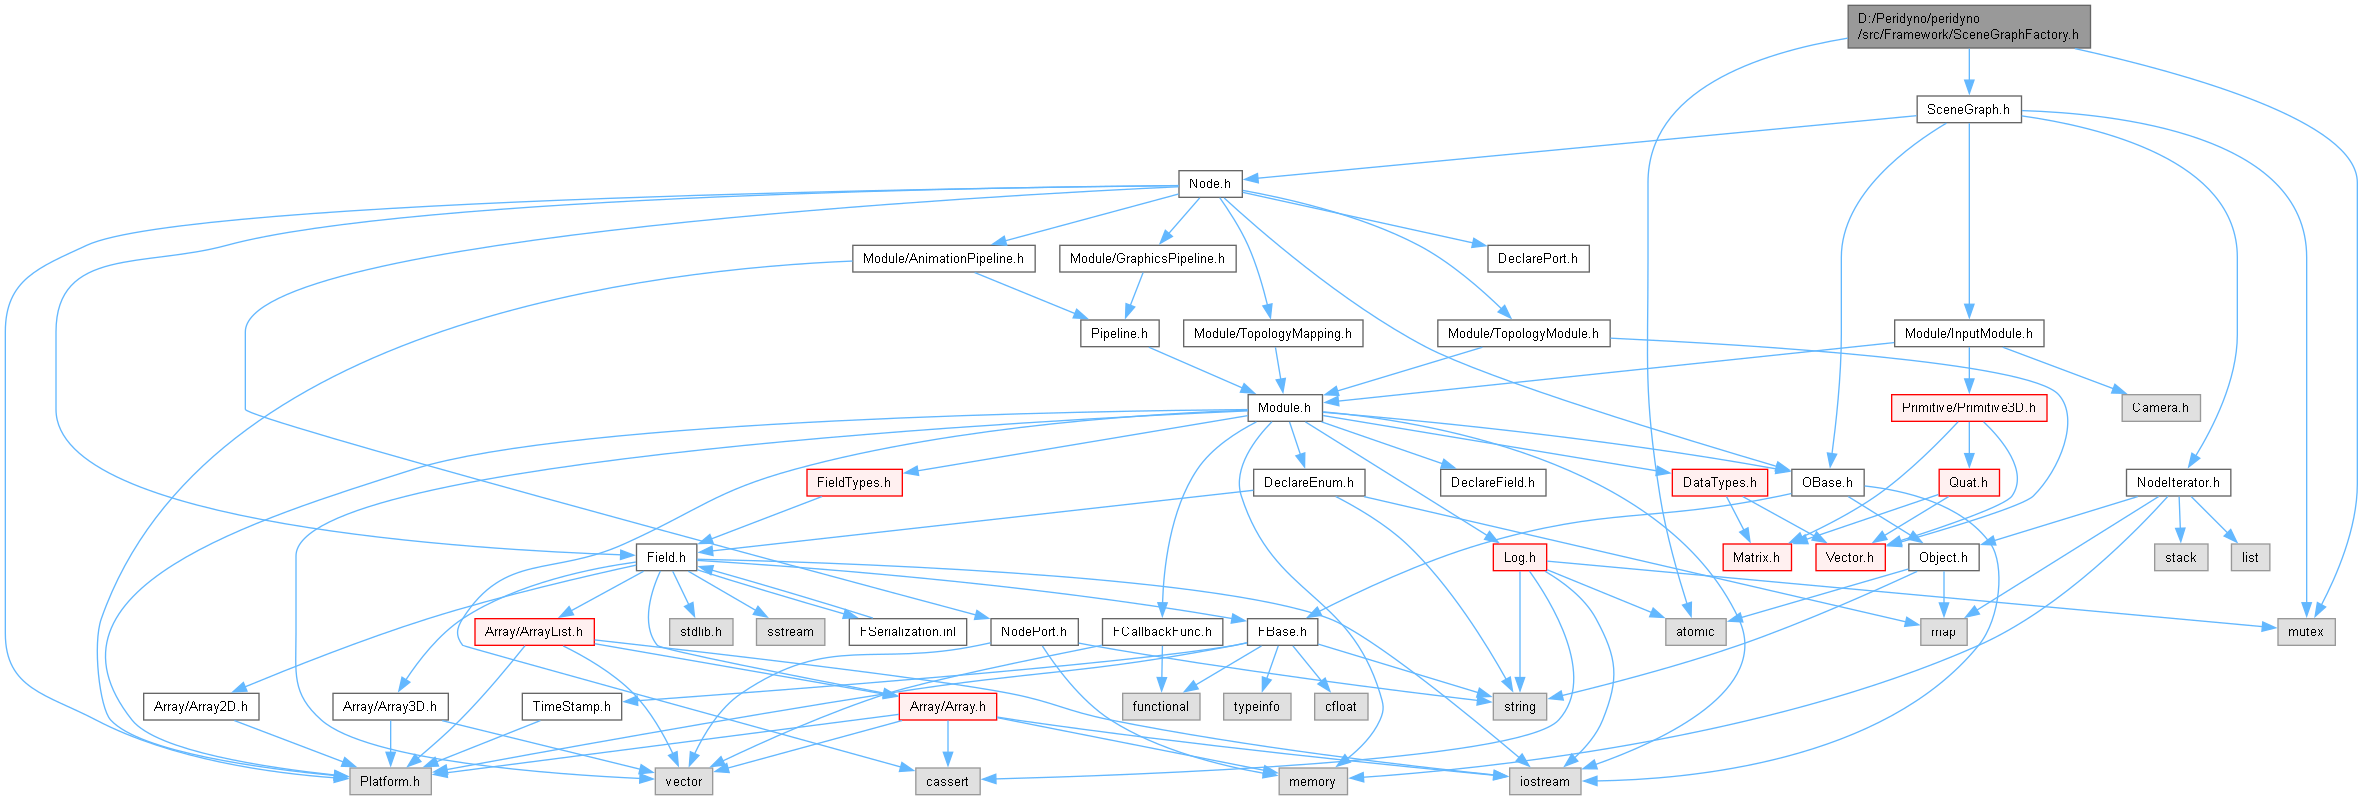 D:/Peridyno/peridyno
/src/Framework/SceneGraphFactory.h
SceneGraph.h
Node.h
Module/AnimationPipeline.h
Module/GraphicsPipeline.h
DeclarePort.h
Pipeline.h
Module/TopologyMapping.h
Module/TopologyModule.h
Module/InputModule.h
Module.h
Primitive/Primitive3D.h
Camera.h
FieldTypes.h
DeclareEnum.h
DeclareField.h
DataTypes.h
OBase.h
Quat.h
NodeIterator.h
Field.h
Log.h
Matrix.h
Vector.h
Object.h
stack
list
Array/ArrayList.h
stdlib.h
sstream
FSerialization.inl
NodePort.h
FCallbackFunc.h
FBase.h
atomic
map
mutex
Array/Array2D.h
Array/Array3D.h
TimeStamp.h
Array/Array.h
functional
typeinfo
cfloat
string
Platform.h
vector
cassert
memory
iostream